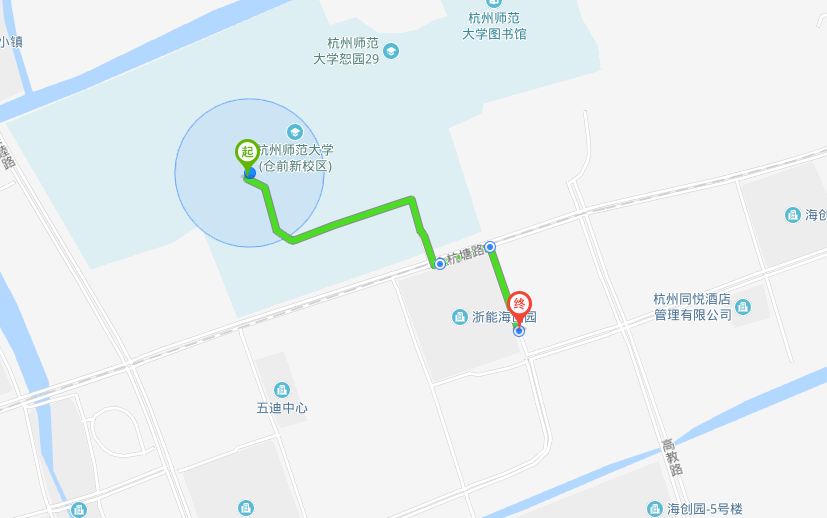 杭州师范
大学图书馆
小镇
杭州师范
大学恕园29
起
杭州师范大学
(仓前新校区)
路
海创
杭塘路
终
浙能海创园
杭州同悦酒店
管理有限公司
五迪中心
高教路
海创园-5号楼